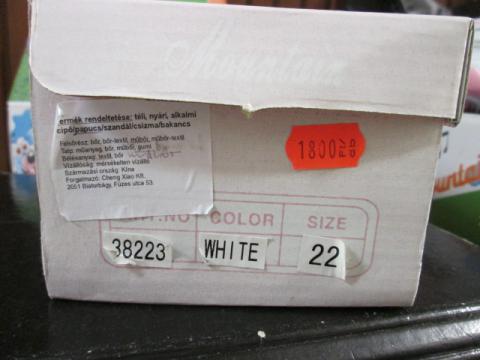 Mountain
termék rendeltetése: téli, nyári, alkalmi
cipő/papucs/szandál/csizma/bakancs
Felsőrész: bőr, bőr-textil, műbőr, műbőr-textil
Talp: műanyag, bőr, műbőr, gumi
Bélésanyag: textil, bőr
Vízállóság: mérsékelten vízálló
Származási ország: Kína
Forgalmazó: Cheng Xiao Kft.
2051 Biatorbágy, Füzes utca 53.
1800
NO COLOR SIZE
38223 WHITE 22